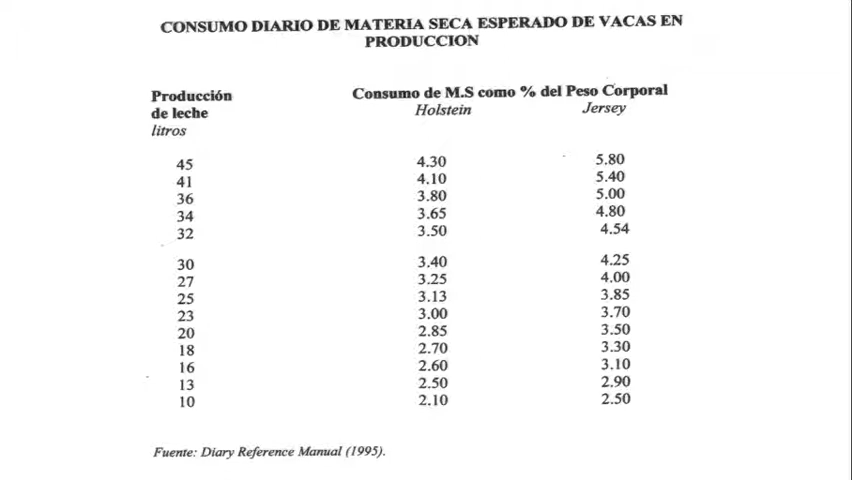 CONSUMO DIARIO DE MATERIA SECA ESPERADO DE VACAS EN
PRODUCCION
Producción
de leche
litros
Consumo de M.S como % del Peso Corporal
Holstein Jersey
45 4.30 5.80
41 4.10 5.40
36 3.80 5.00
34 3.65 4.80
32 3.50 4.54
30 3.40 4.25
27 3.25 4.00
25 3.13 3.85
23 3.00 3.70
20 2.85 3.50
18 2.70 3.30
16 2.60 3.10
13 2.50 2.90
10 2.10 2.50
Fuente: Diary Reference Manual (1995).